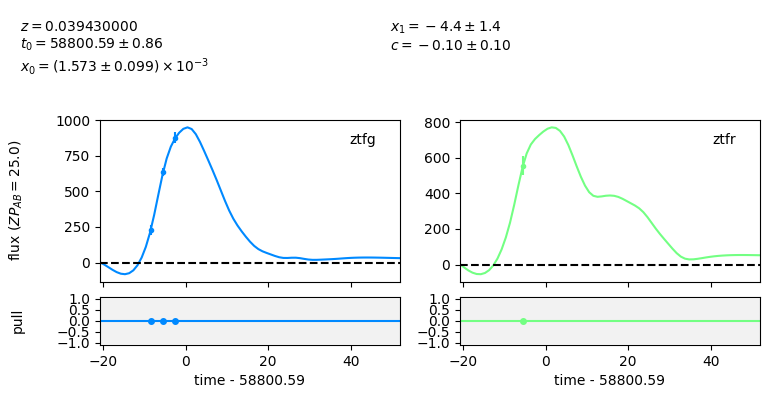 z = 0.039430000
t₀ = 58800.59 ± 0.86
x₀ = (1.573 ± 0.099) × 10⁻³
x₁ = −4.4 ± 1.4
c = −0.10 ± 0.10
flux (ZP_AB = 25.0)
1000
750
500
250
0
ztfg
800
600
400
200
0
ztfr
pull
1.0
0.5
0.0
−0.5
−1.0
−20 0 20 40
time - 58800.59
1.0
0.5
0.0
−0.5
−1.0
−20 0 20 40
time - 58800.59